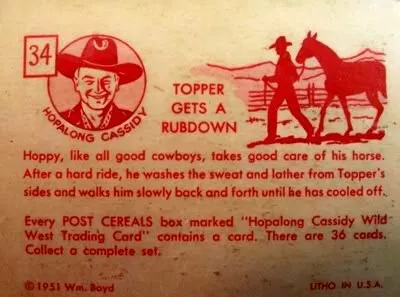 34
HOPALONG CASSIDY
TOPPER
GETS A
RUBDOWN
Hoppy, like all good cowboys, takes good care of his horse.
After a hard ride, he washes the sweat and lather from Topper's
sides and walks him slowly back and forth until he has cooled off.
Every POST CEREALS box marked "Hopalong Cassidy Wild
West Trading Card" contains a card. There are 36 cards.
Collect a complete set.
©1951 Wm. Boyd
LITHO IN U.S.A.